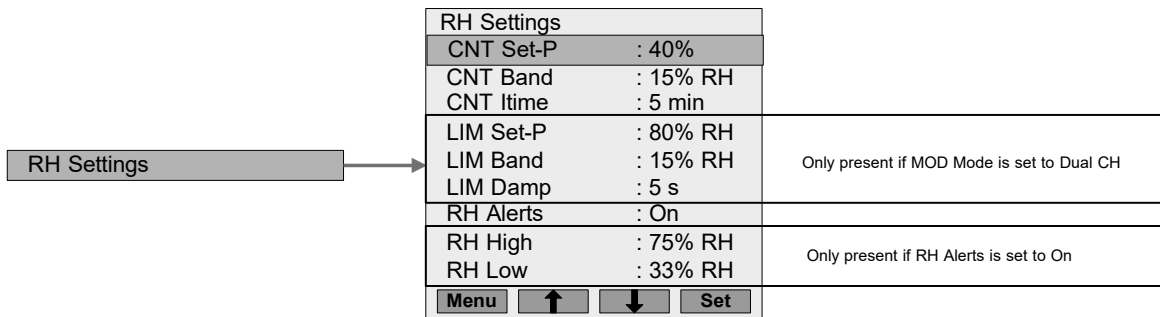 RH Settings
RH Settings
CNT Set-P : 40%
CNT Band : 15% RH
CNT Itime : 5 min
LIM Set-P : 80% RH
LIM Band : 15% RH
LIM Damp : 5 s
Only present if MOD Mode is set to Dual CH
RH Alerts : On
RH High : 75% RH
RH Low : 33% RH
Only present if RH Alerts is set to On
Menu Set